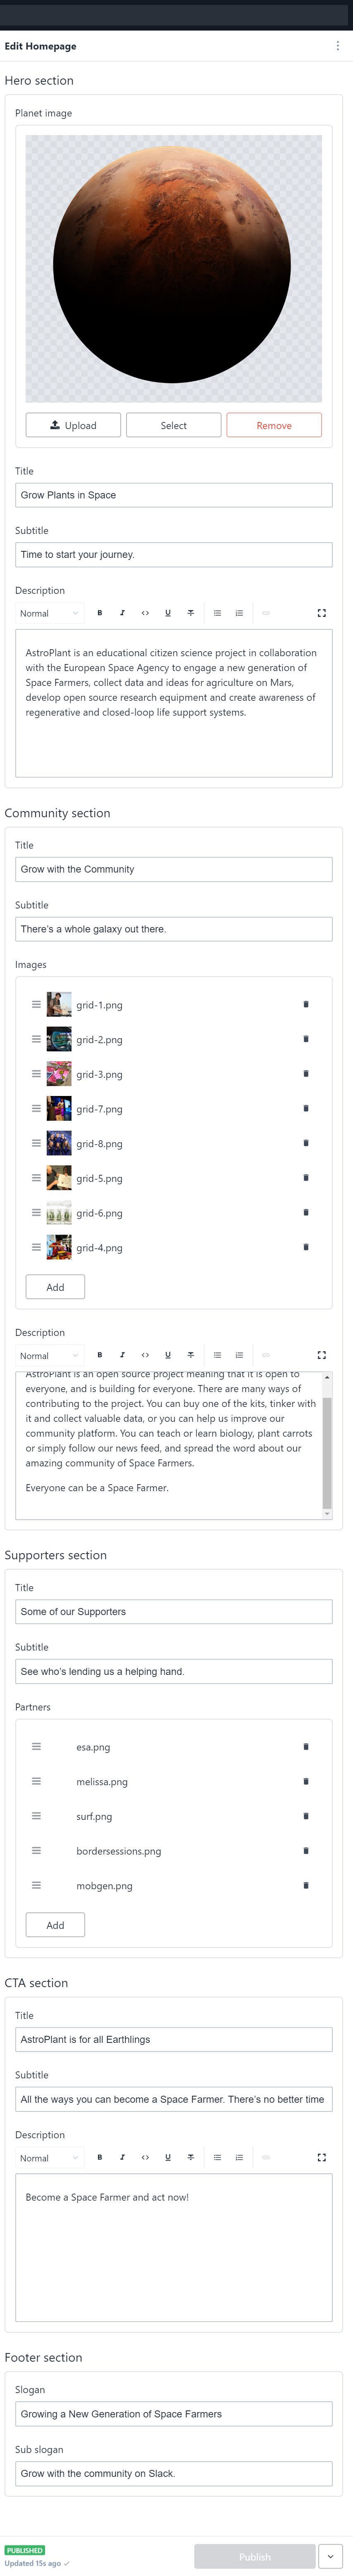 Edit Homepage
Hero section
Planet image
Upload
Select
Remove
Title
Grow Plants in Space
Subtitle
Time to start your journey.
Description
Normal
AstroPlant is an educational citizen science project in collaboration
with the European Space Agency to engage a new generation of
Space Farmers, collect data and ideas for agriculture on Mars,
develop open source research equipment and create awareness of
regenerative and closed-loop life support systems.
Community section
Title
Grow with the Community
Subtitle
There's a whole galaxy out there.
Images
grid-1.png
grid-2.png
grid-3.png
grid-7.png
grid-8.png
grid-5.png
grid-6.png
grid-4.png
Add
Description
Normal
AstroPlant is an open source project meaning that it is open to
everyone, and is building for everyone. There are many ways of
contributing to the project. You can buy one of the kits, tinker with
it and collect valuable data, or you can help us improve our
community platform. You can teach or learn biology, plant carrots
or simply follow our news feed, and spread the word about our
amazing community of Space Farmers.
Everyone can be a Space Farmer.
Supporters section
Title
Some of our Supporters
Subtitle
See who's lending us a helping hand.
Partners
esa.png
melissa.png
surf.png
bordersessions.png
mobgen.png
Add
CTA section
Title
AstroPlant is for all Earthlings
Subtitle
All the ways you can become a Space Farmer. There's no better time
Description
Normal
Become a Space Farmer and act now!
Footer section
Slogan
Growing a New Generation of Space Farmers
Sub slogan
Grow with the community on Slack.
PUBLISHED
Updated 15s ago
Publish